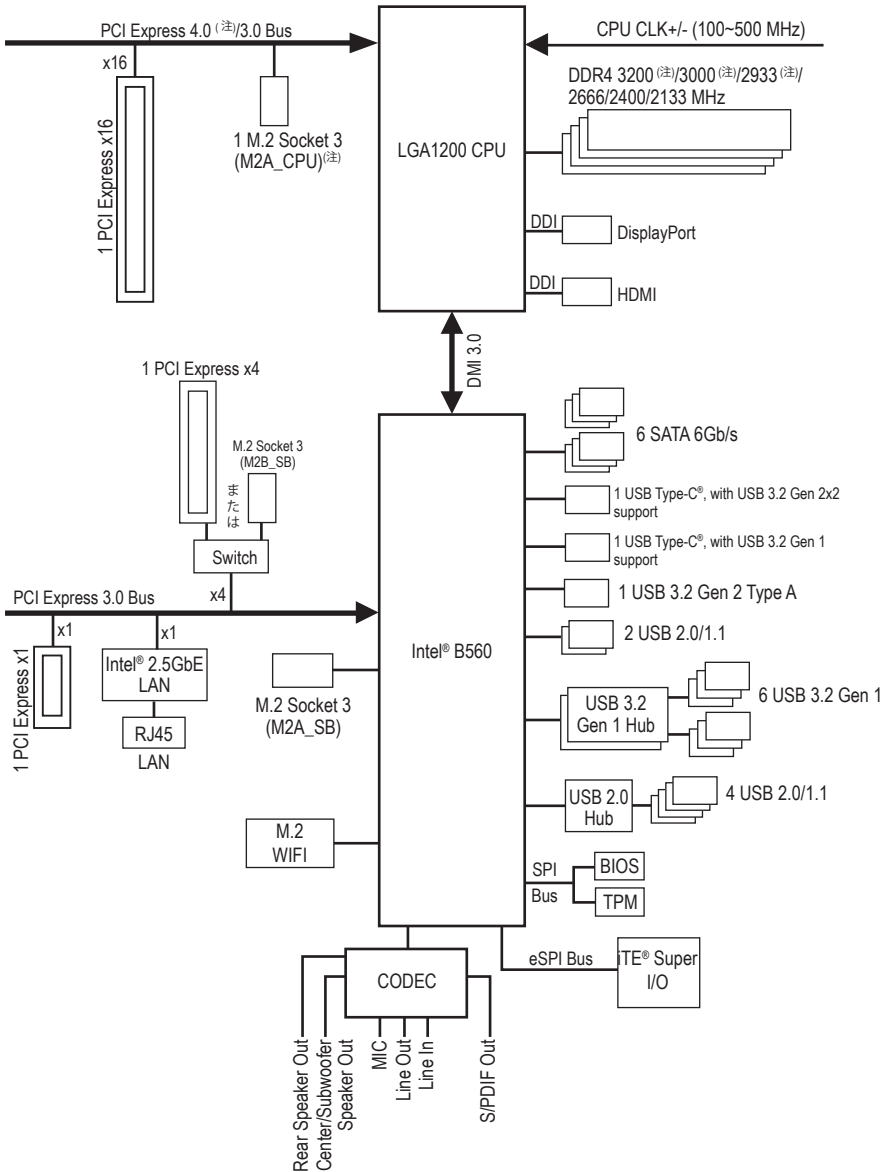 PCI Express 4.0 (注)/3.0 Bus
CPU CLK+/- (100~500 MHz)
x16
1 PCI Express x16
1 M.2 Socket 3
(M2A_CPU)(注)
LGA1200 CPU
DDR4 3200 (注)/3000 (注)/2933 (注)/
2666/2400/2133 MHz
DDI
DisplayPort
DDI
HDMI
DMI 3.0
1 PCI Express x4
M.2 Socket 3
(M2B_SB)
または
Switch
x4
PCI Express 3.0 Bus
x1
x1
1 PCI Express x1
Intel® 2.5GbE
LAN
RJ45
LAN
M.2 Socket 3
(M2A_SB)
M.2
WIFI
Intel® B560
6 SATA 6Gb/s
1 USB Type-C®, with USB 3.2 Gen 2x2
support
1 USB Type-C®, with USB 3.2 Gen 1
support
1 USB 3.2 Gen 2 Type A
2 USB 2.0/1.1
USB 3.2
Gen 1 Hub
6 USB 3.2 Gen 1
USB 2.0
Hub
4 USB 2.0/1.1
SPI
Bus
BIOS
TPM
eSPI Bus
iTE® Super
I/O
CODEC
Rear Speaker Out
Center/Subwoofer
Speaker Out
MIC
Line Out
Line In
S/PDIF Out